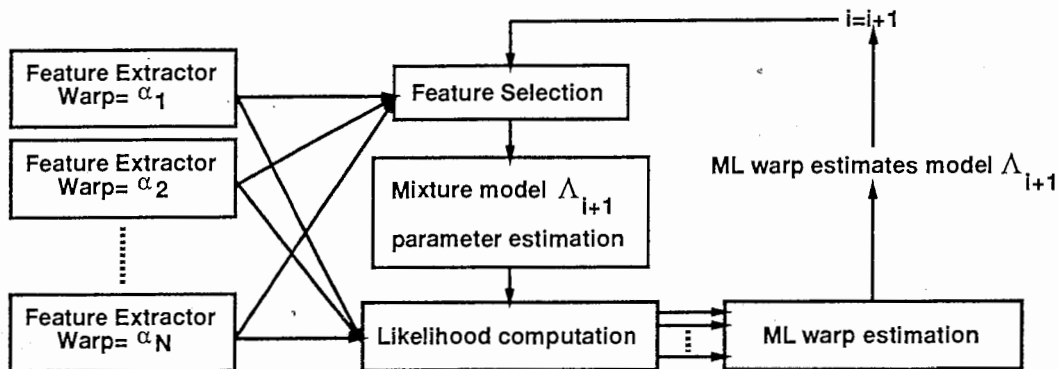 i=i+1
Feature Extractor
Warp= α1
Feature Selection
Feature Extractor
Warp= α2
Mixture model Λi+1
parameter estimation
ML warp estimates model Λi+1
Feature Extractor
Warp= αN
Likelihood computation
ML warp estimation